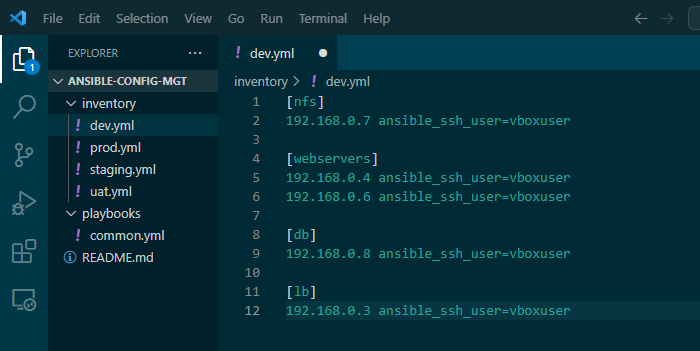 File Edit Selection View Go Run Terminal Help
EXPLORER ...
dev.yml
1
ANSIBLE-CONFIG-MGT
inventory
dev.yml
prod.yml
staging.yml
uat.yml
playbooks
common.yml
README.md
inventory > dev.yml
1 [nfs]
2 192.168.0.7 ansible_ssh_user=vboxuser
3
4 [webservers]
5 192.168.0.4 ansible_ssh_user=vboxuser
6 192.168.0.6 ansible_ssh_user=vboxuser
7
8 [db]
9 192.168.0.8 ansible_ssh_user=vboxuser
10
11 [lb]
12 192.168.0.3 ansible_ssh_user=vboxuser